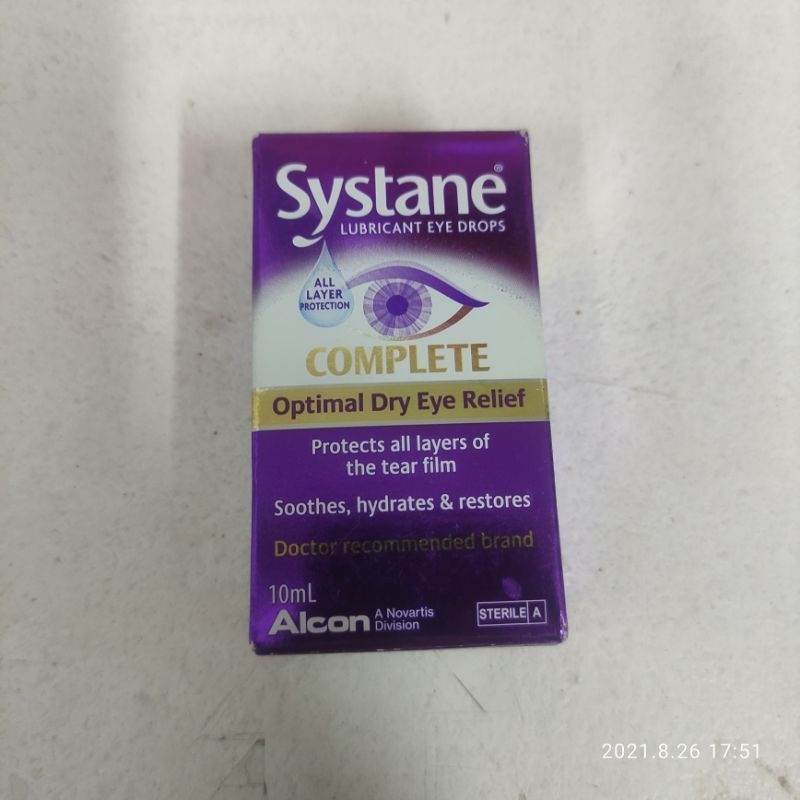 Systane®
LUBRICANT EYE DROPS
ALL
LAYER
PROTECTION
COMPLETE
Optimal Dry Eye Relief
Protects all layers of
the tear film
Soothes, hydrates & restores
Doctor recommended brand
10mL
Alcon A Novartis
Division
STERILE A
2021.8.26 17:51